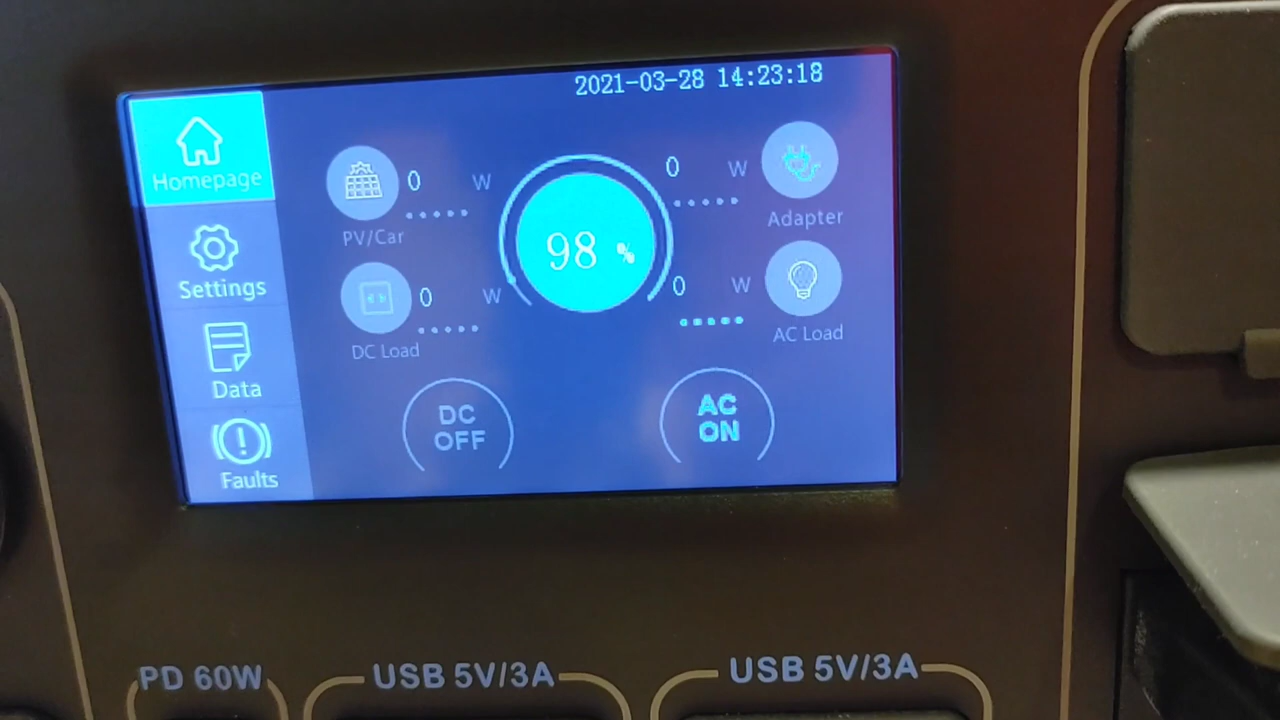 2021-03-28 14:23:18
Homepage
Settings
Data
Faults
0 W
PV/Car
0 W
DC Load
98 %
0 W
Adapter
0 W
AC Load
DC
OFF
AC
ON
PD 60W
USB 5V/3A
USB 5V/3A